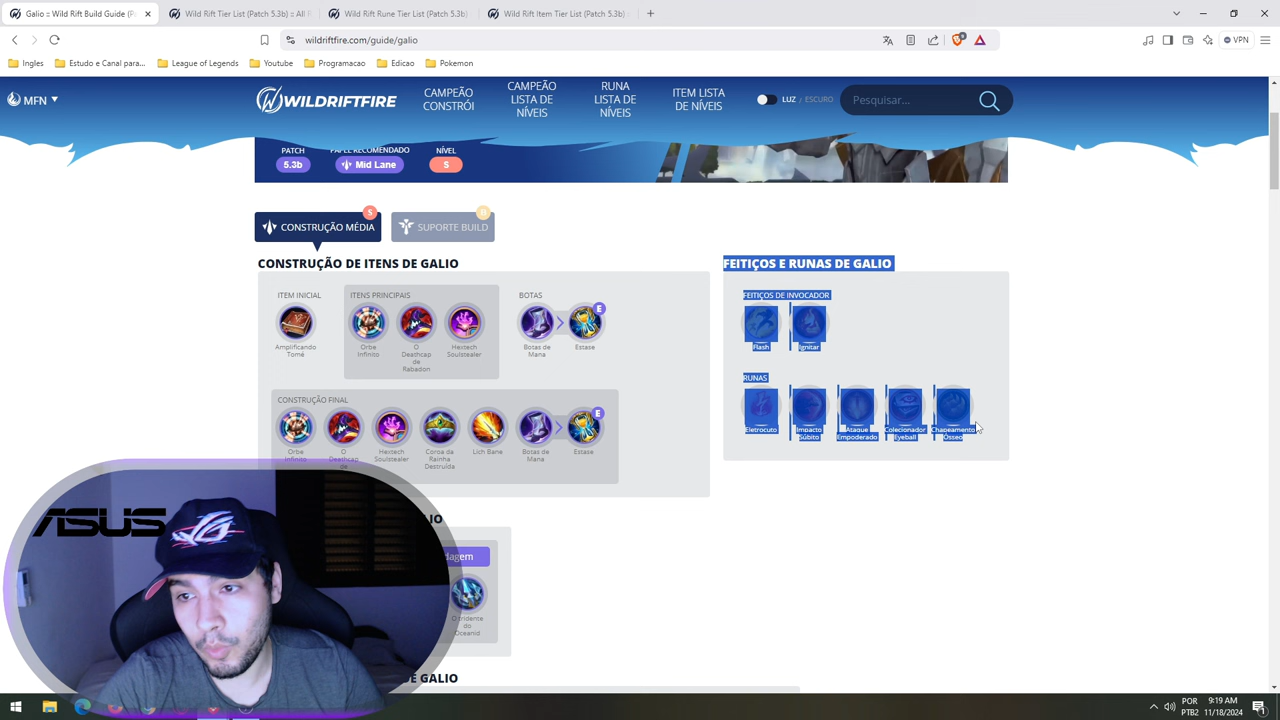 Galio :: Wild Rift Build Guide (P
Wild Rift Tier List (Patch 5.3b) :: All R
Wild Rift Rune Tier List (Patch 5.3b)
Wild Rift Item Tier List (Patch 5.3b) :
wildriftfire.com/guide/galio
VPN
Ingles
Estudo e Canal para...
League of Legends
Youtube
Programacao
Edicao
Pokemon
MFN
WILDRIFTFIRE
CAMPEÃO
CONSTRÓI
CAMPEÃO
LISTA DE
NÍVEIS
RUNA
LISTA DE
NÍVEIS
ITEM LISTA
DE NÍVEIS
LUZ / ESCURO
Pesquisar...
PATCH
PAPEL RECOMENDADO
NÍVEL
5.3b
Mid Lane
S
CONSTRUÇÃO MÉDIA
S
SUPORTE BUILD
CONSTRUÇÃO DE ITENS DE GALIO
ITEM INICIAL
Amplificando
Tomé
ITENS PRINCIPAIS
Orbe
Infinito
O
Deathcap
de
Rabadon
Hextech
Soulstealer
BOTAS
Botas de
Mana
E
Estase
CONSTRUÇÃO FINAL
Orbe
Infinito
O
Deathcap
de
Hextech
Soulstealer
Coroa da
Rainha
Destruída
Lich Bane
Botas de
Mana
E
Estase
FEITIÇOS E RUNAS DE GALIO
FEITIÇOS DE INVOCADOR
Flash
Ignitar
RUNAS
Eletrocuto
Impacto
Súbito
Ataque
Empoderado
Colecionador
Eyeball
Chapeamento
Ósseo
LIO
dagem
O tridente
do
Oceanid
DE GALIO
ASUS
POR
PTB2
9:19 AM
11/18/2024